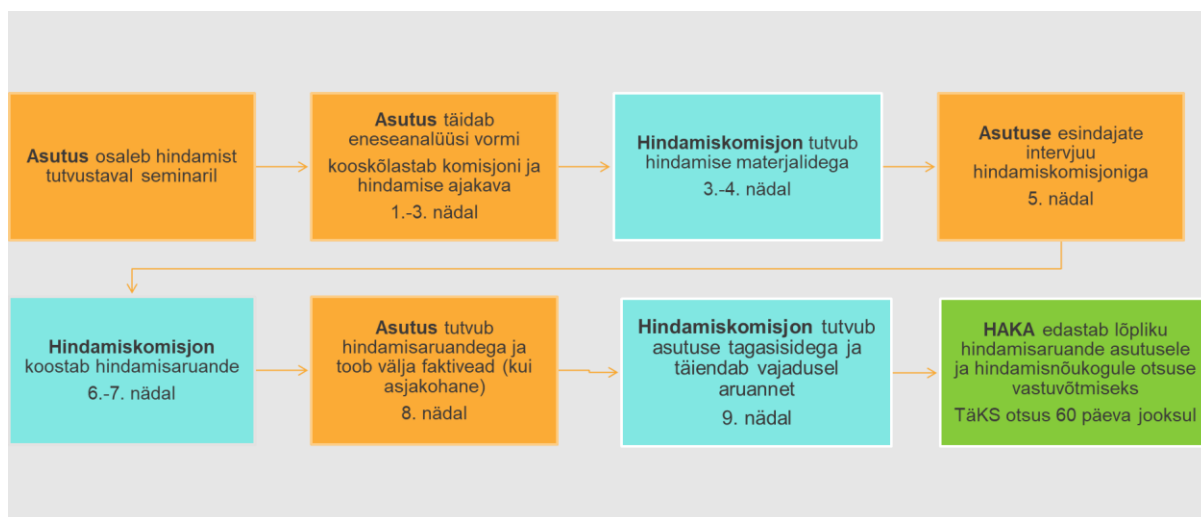 Asutus osaleb hindamist
tutvustaval seminaril
Asutus täidab
eneseanalüüsi vormi
kooskõlastab komisjoni ja
hindamise ajakava
1.-3. nädal
Hindamiskomisjon tutvub
hindamise materjalidega
3.-4. nädal
Asutuse esindajate
intervjuu
hindamiskomisjoniga
5. nädal
Hindamiskomisjon
koostab hindamisaruande
6.-7. nädal
Asutus tutvub
hindamisaruandega ja
toob välja faktivead (kui
asjakohane)
8. nädal
Hindamiskomisjon tutvub
asutuse tagasisidega ja
täiendab vajadusel
aruannet
9. nädal
HAKA edastab lõpliku
hindamisaruande asutusele
ja hindamisnõukogule otsuse
vastuvõtmiseks
TäKS otsus 60 päeva jooksul